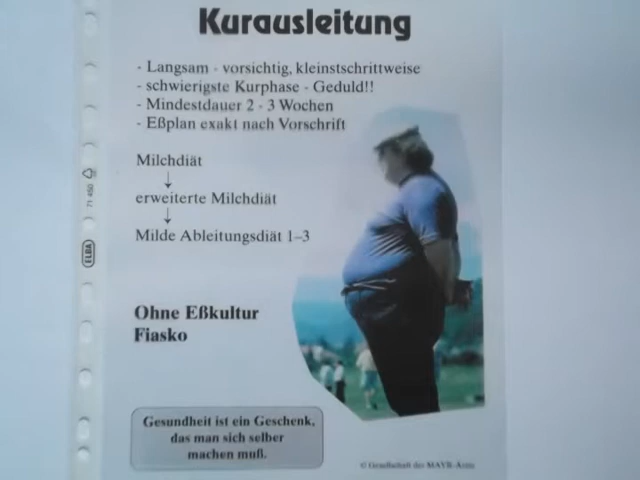 Kurausleitung
- Langsam - vorsichtig, kleinstschrittweise
- schwierigste Kurphase - Geduld!!
- Mindestdauer 2 - 3 Wochen
- Eßplan exakt nach Vorschrift
Milchdiät
↓
erweiterte Milchdiät
↓
Milde Ableitungsdiät 1–3
Ohne Eßkultur
Fiasko
Gesundheit ist ein Geschenk,
das man sich selber
machen muß.
© Gesellschaft der MAYR-Ärzte
ELBA
71 450